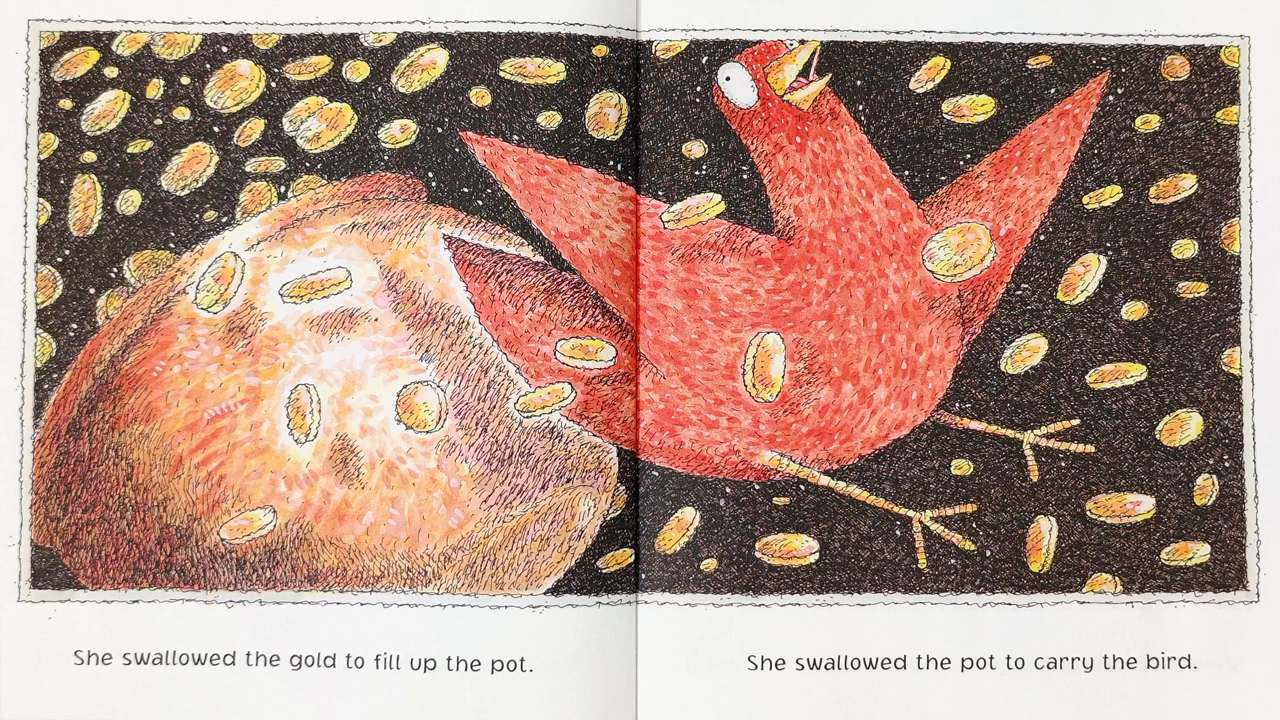 She swallowed the gold to fill up the pot.
She swallowed the pot to carry the bird.